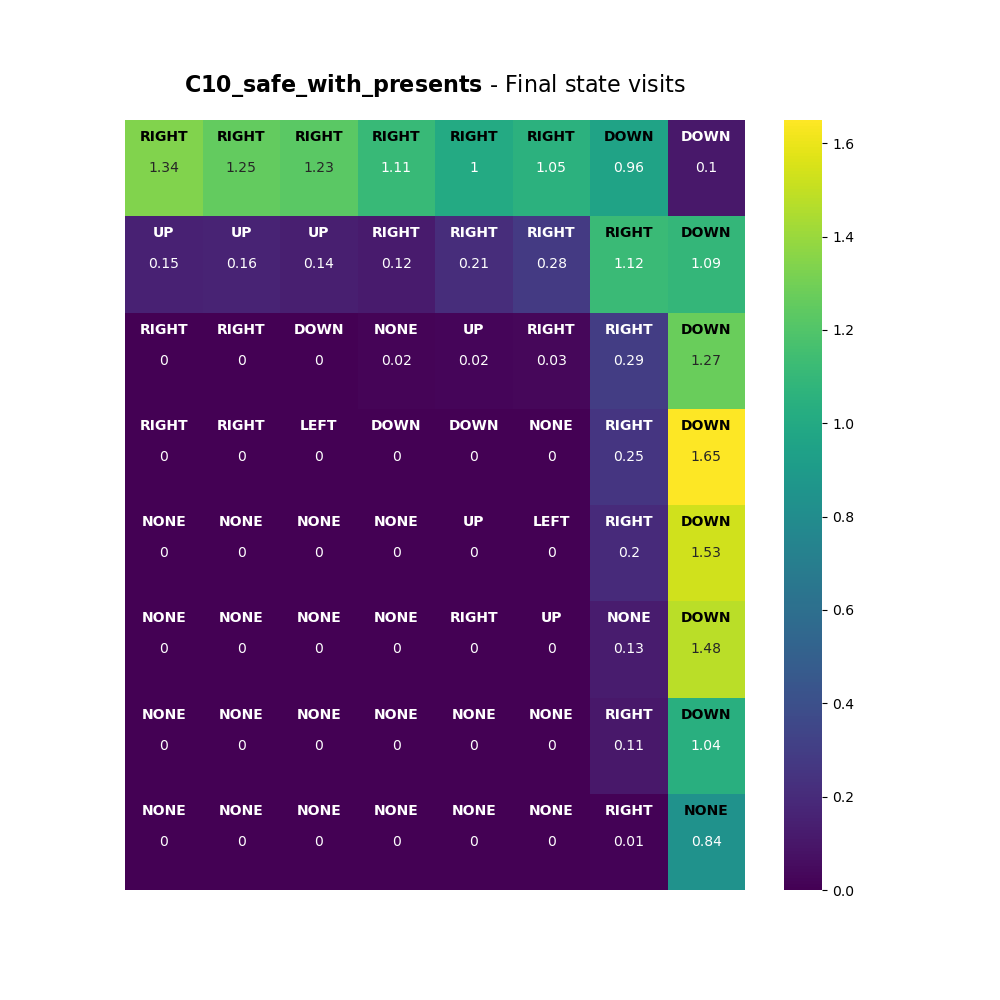 C10_safe_with_presents - Final state visits
RIGHT RIGHT RIGHT RIGHT RIGHT RIGHT DOWN DOWN
1.34 1.25 1.23 1.11 1 1.05 0.96 0.1
UP UP UP RIGHT RIGHT RIGHT RIGHT DOWN
0.15 0.16 0.14 0.12 0.21 0.28 1.12 1.09
RIGHT RIGHT DOWN NONE UP RIGHT RIGHT DOWN
0 0 0 0.02 0.02 0.03 0.29 1.27
RIGHT RIGHT LEFT DOWN DOWN NONE RIGHT DOWN
0 0 0 0 0 0 0.25 1.65
NONE NONE NONE NONE UP LEFT RIGHT DOWN
0 0 0 0 0 0 0.2 1.53
NONE NONE NONE NONE RIGHT UP NONE DOWN
0 0 0 0 0 0 0.13 1.48
NONE NONE NONE NONE NONE NONE RIGHT DOWN
0 0 0 0 0 0 0.11 1.04
NONE NONE NONE NONE NONE NONE RIGHT NONE
0 0 0 0 0 0 0.01 0.84
1.6
1.4
1.2
1.0
0.8
0.6
0.4
0.2
0.0